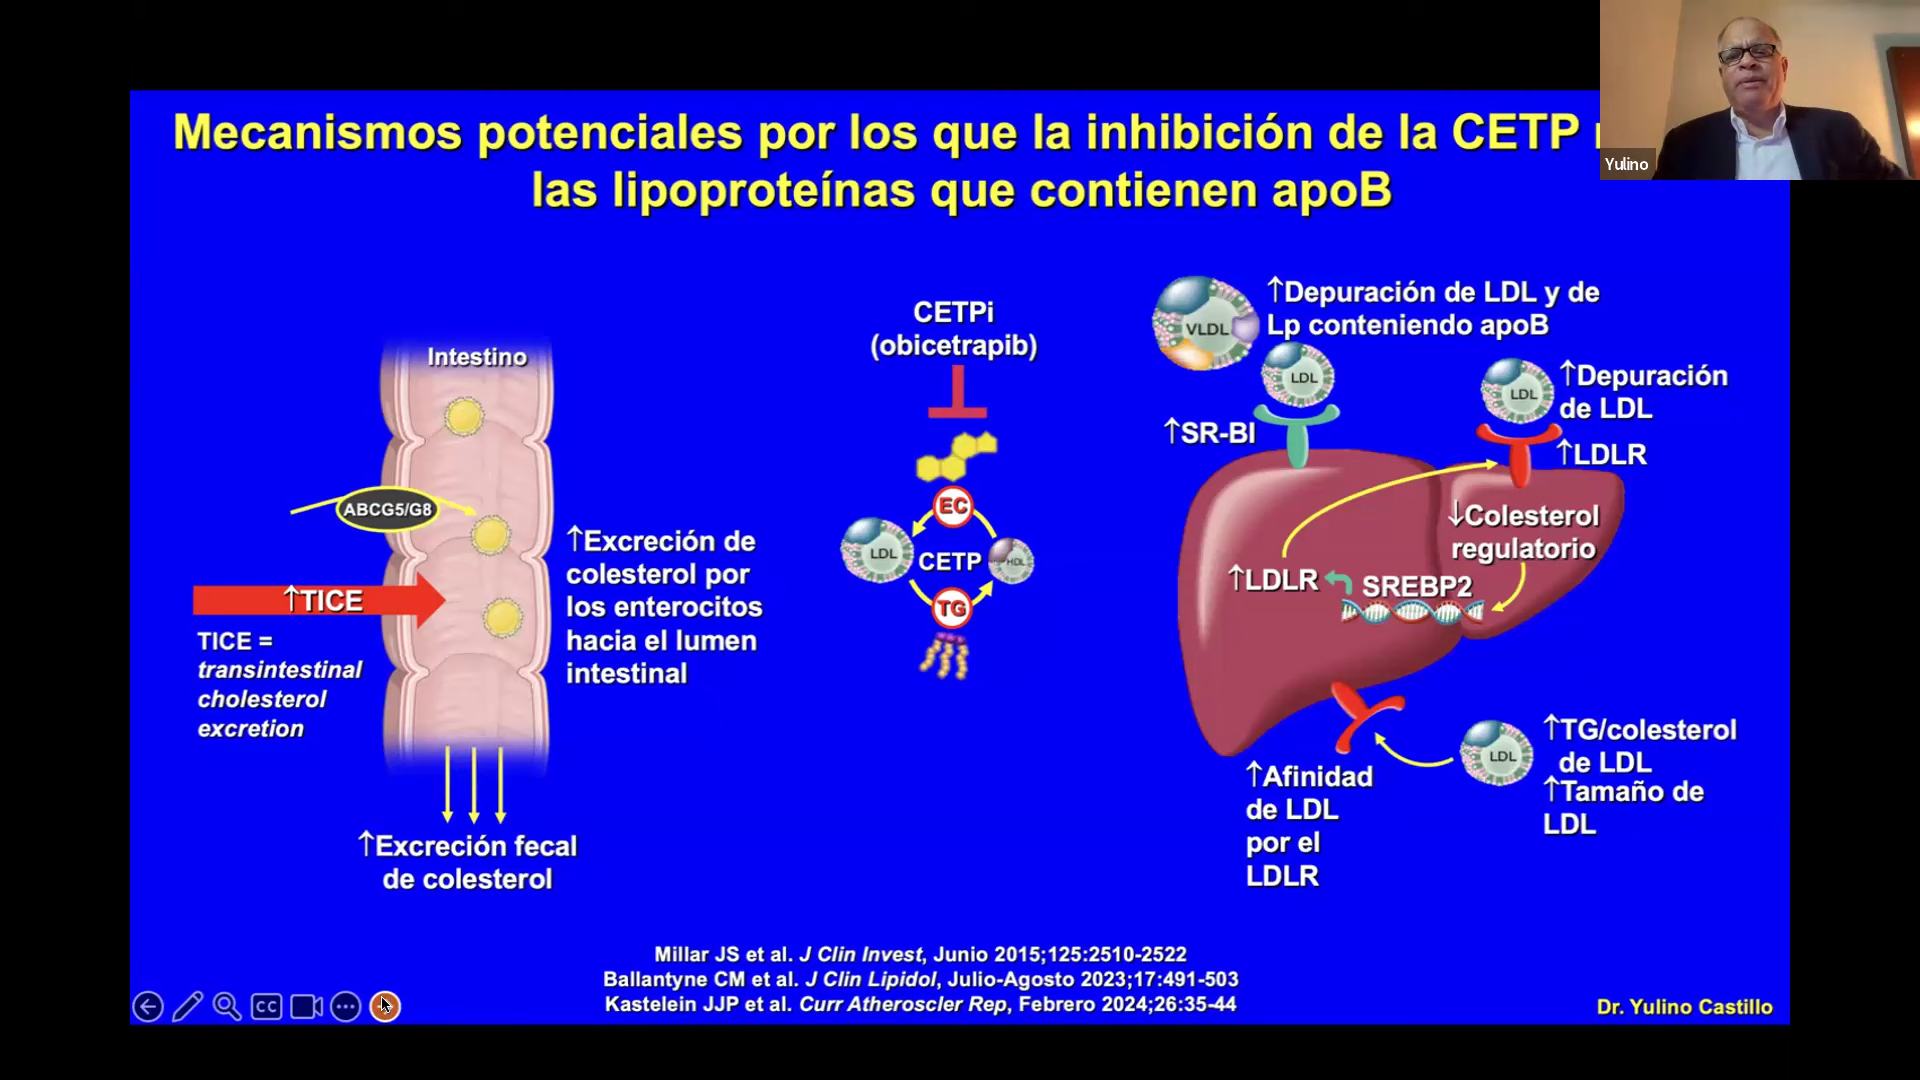 Mecanismos potenciales por los que la inhibición de la CETP
las lipoproteínas que contienen apoB
Yulino
Intestino
ABCG5/G8
↑TICE
TICE =
transintestinal
cholesterol
excretion
↑Excreción de
colesterol por
los enterocitos
hacia el lumen
intestinal
↑Excreción fecal
de colesterol
CETPi
(obicetrapib)
EC
LDL
CETP
HDL
TG
VLDL
↑Depuración de LDL y de
Lp conteniendo apoB
LDL
↑SR-BI
LDL
↑Depuración
de LDL
↑LDLR
↓Colesterol
regulatorio
↑LDLR
SREBP2
↑Afinidad
de LDL
por el
LDLR
LDL
↑TG/colesterol
de LDL
↑Tamaño de
LDL
Millar JS et al. J Clin Invest, Junio 2015;125:2510-2522
Ballantyne CM et al. J Clin Lipidol, Julio-Agosto 2023;17:491-503
Kastelein JJP et al. Curr Atheroscler Rep, Febrero 2024;26:35-44
CC
Dr. Yulino Castillo